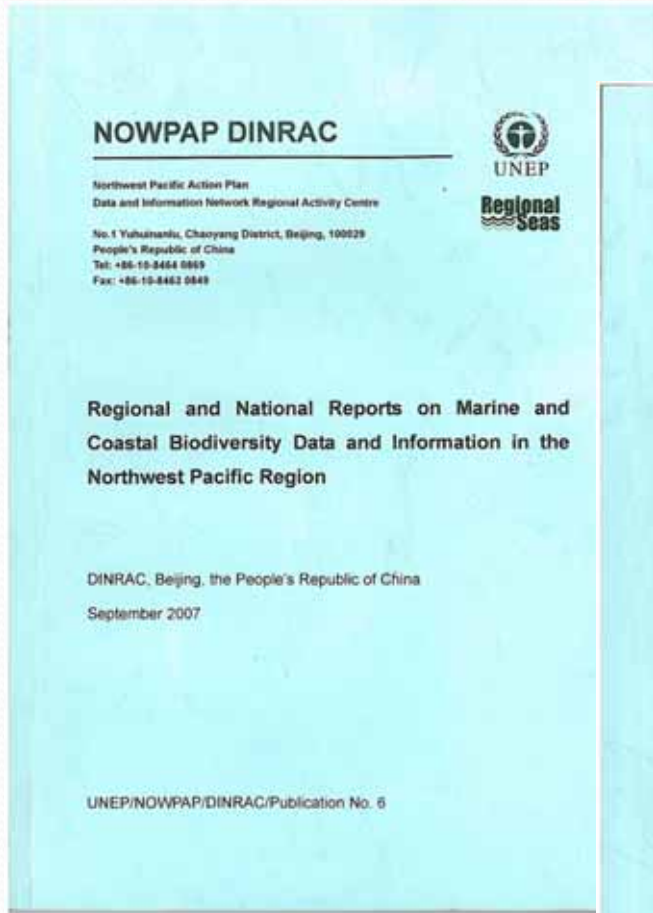 NOWPAP DINRAC
UNEP
Northwest Pacific Action Plan
Data and Information Network Regional Activity Centre
Regional
Seas
No.1 Yuhuinanlu, Chaoyang District, Beijing, 100029
People's Republic of China
Tel: +86-10-8464 0869
Fax: +86-10-8463 0849
Regional and National Reports on Marine and
Coastal Biodiversity Data and Information in the
Northwest Pacific Region
DINRAC, Beijing, the People's Republic of China
September 2007
UNEP/NOWPAP/DINRAC/Publication No. 6